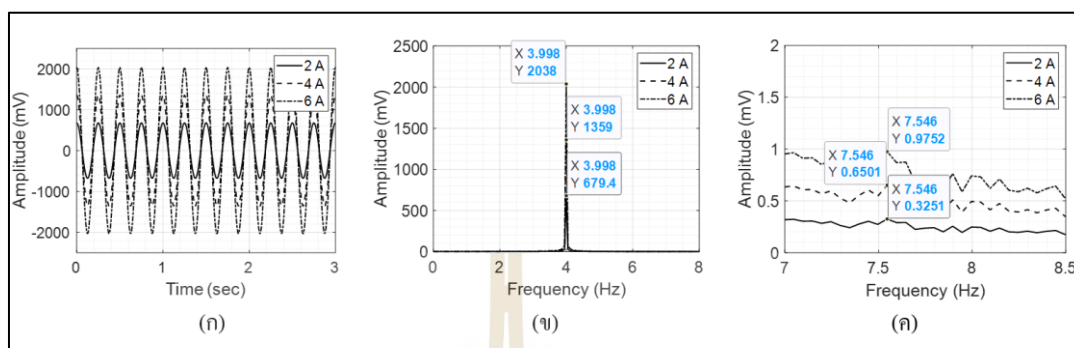 2000
1000
0
-1000
-2000
Amplitude (mV)
2 A
4 A
6 A
0
1
2
3
Time (sec)
(ก)
2500
2000
1500
1000
500
0
Amplitude (mV)
X 3.998
Y 2038
X 3.998
Y 1359
X 3.998
Y 679.4
2 A
4 A
6 A
0
2
4
6
8
Frequency (Hz)
(ข)
2
1.5
1
0.5
0
Amplitude (mV)
2 A
4 A
6 A
X 7.546
Y 0.9752
X 7.546
Y 0.6501
X 7.546
Y 0.3251
7
7.5
8
8.5
Frequency (Hz)
(ค)